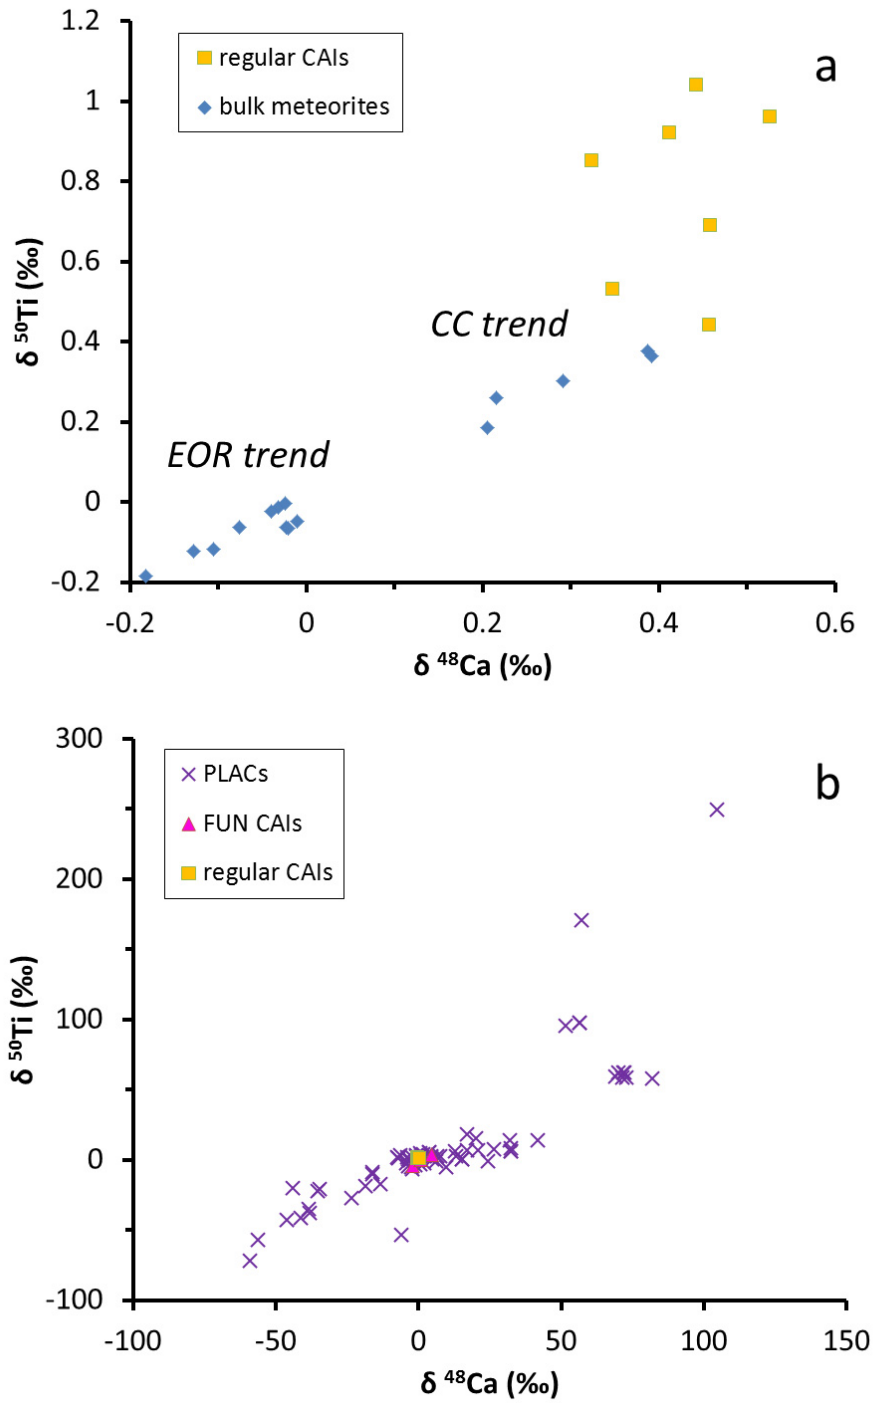 1.2
1
0.8
0.6
0.4
0.2
0
-0.2
δ ⁵⁰Ti (‰)
regular CAIs
bulk meteorites
a
CC trend
EOR trend
-0.2 0 0.2 0.4 0.6
δ ⁴⁸Ca (‰)
300
200
100
0
-100
δ ⁵⁰Ti (‰)
PLACs
FUN CAIs
regular CAIs
b
-100 -50 0 50 100 150
δ ⁴⁸Ca (‰)